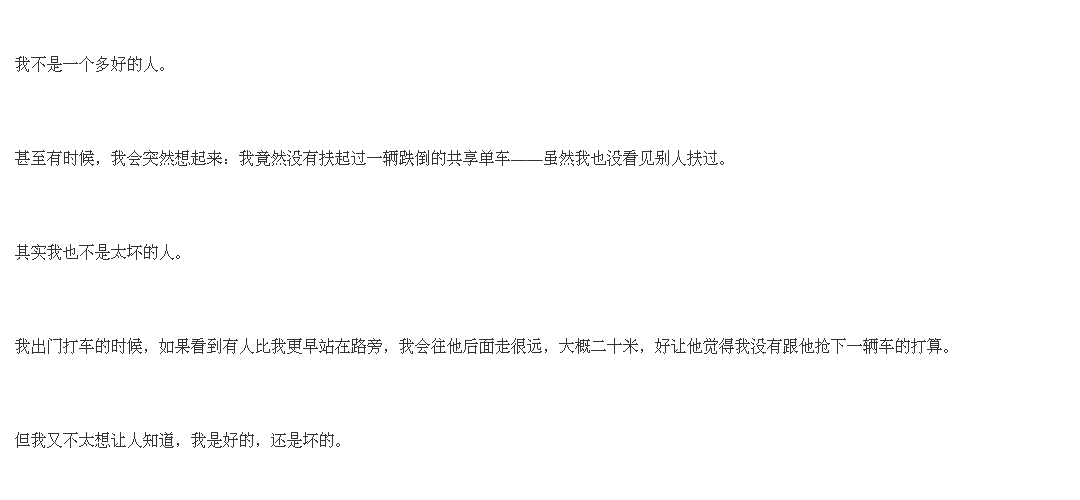 我不是一个多好的人。
甚至有时候，我会突然想起来：我竟然没有扶起过一辆跌倒的共享单车——虽然我也没看见别人扶过。
其实我也不是太坏的人。
我出门打车的时候，如果看到有人比我更早站在路旁，我会往他后面走很远，大概二十米，好让他觉得我没有跟他抢下一辆车的打算。
但我又不太想让人知道，我是好的，还是坏的。